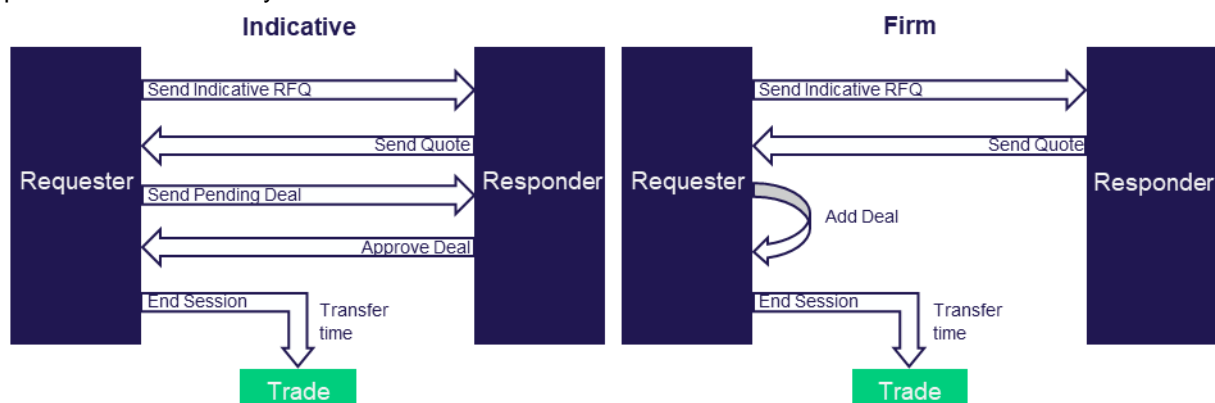 Indicative
Send Indicative RFQ
Send Quote
Requester
Responder
Send Pending Deal
Approve Deal
End Session
Transfer
time
Trade
Firm
Send Indicative RFQ
Send Quote
Requester
Responder
Add Deal
End Session
Transfer
time
Trade